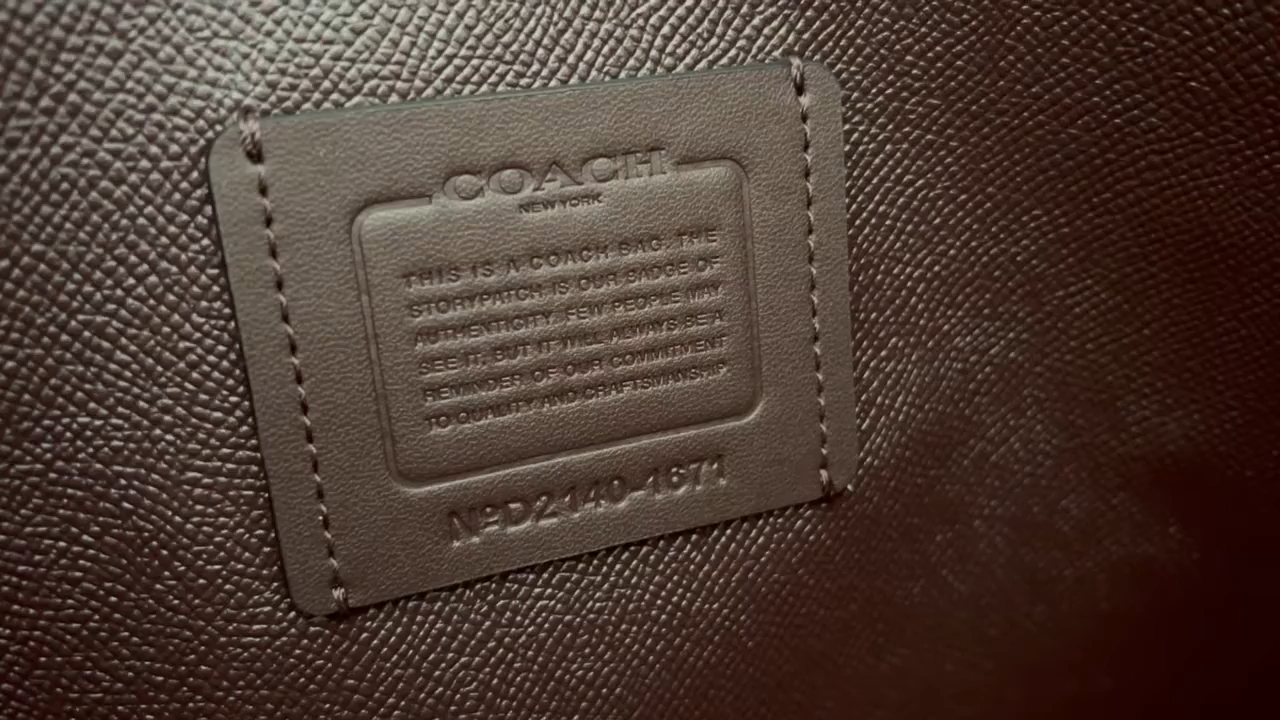 COACH
NEW YORK
THIS IS A COACH BAG. THE
STORYPATCH IS OUR BADGE OF
AUTHENTICITY. FEW PEOPLE MAY
SEE IT, BUT IT WILL ALWAYS BE A
REMINDER OF OUR COMMITMENT
TO QUALITY AND CRAFTSMANSHIP
NºD2140-1671